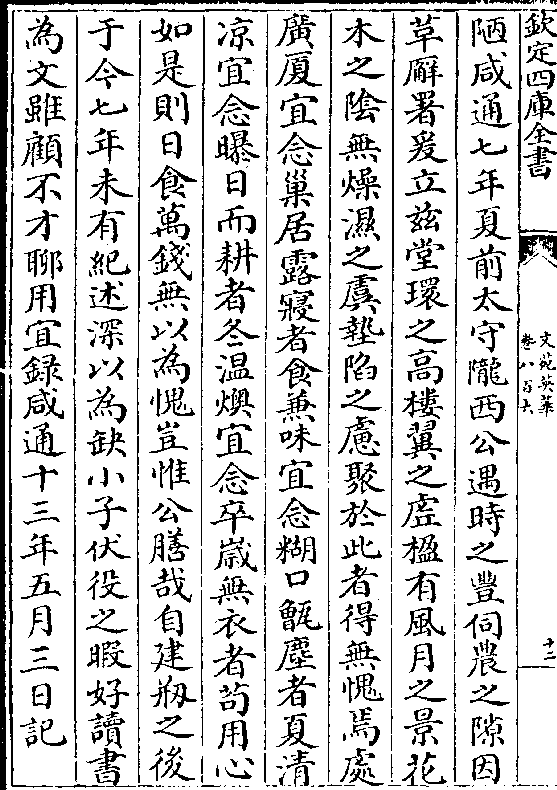 欽定四庫全書
文苑英華
卷八百六
十二
陋咸通七年夏前太守隴西公遇時之豐伺農之隙因
草廨署爰立兹堂環之高樓翼之虛楹有風月之景花
木之陰無燥濕之虞墊陷之慮聚於此者得無愧焉處
廣厦宜念巢居露寢者食兼味宜念糊口甑塵者夏清
凉宜念曝日而耕者冬温燠宜念卒嵗無衣者茍用心
如是則日食萬錢無以為愧豈惟公膳哉自建刱之後
于今七年未有紀述深以為缺小子伏役之暇好讀書
為文雖顧不才聊用宜録咸通十三年五月三日記